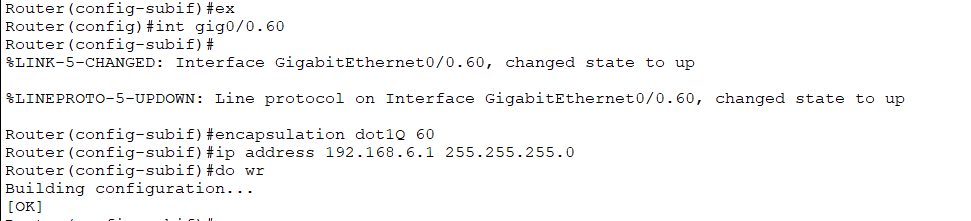 Router(config-subif)#ex
Router(config)#int gig0/0.60
Router(config-subif)#
%LINK-5-CHANGED: Interface GigabitEthernet0/0.60, changed state to up
%LINEPROTO-5-UPDOWN: Line protocol on Interface GigabitEthernet0/0.60, changed state to up
Router(config-subif)#encapsulation dot1Q 60
Router(config-subif)#ip address 192.168.6.1 255.255.255.0
Router(config-subif)#do wr
Building configuration...
[OK]
Router(config-subif)#